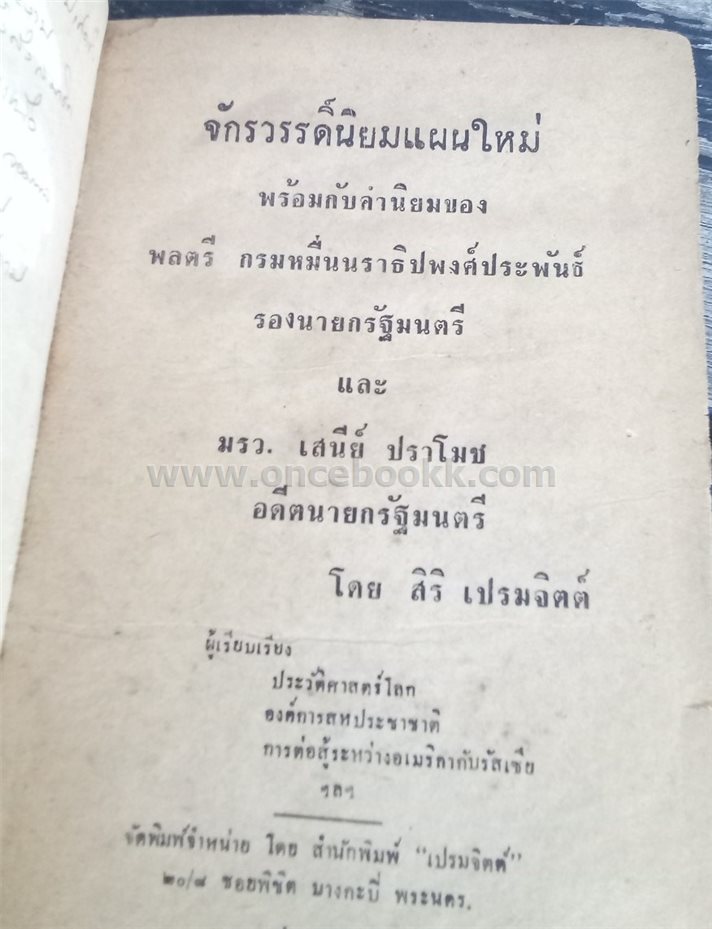 จักรวรรดิ์นิยมแผนใหม่
พร้อมกับคำนิยมของ
พลตรี กรมหมื่นนราธิปพงศ์ประพันธ์
รองนายกรัฐมนตรี
และ
มรว. เสนีย์ ปราโมช
www.oncebookk.com
อดีตนายกรัฐมนตรี
โดย สิริ เปรมจิตต์
ผู้เรียบเรียง
ประวัติศาสตร์โลก
องค์การสหประชาชาติ
การต่อสู้ระหว่างอเมริกากับรัสเซีย
ฯลฯ
จัดพิมพ์จำหน่าย โดย สำนักพิมพ์ "เปรมจิตต์"
๒๐/๘ ซอยพิชิต บางกะปี พระนคร.